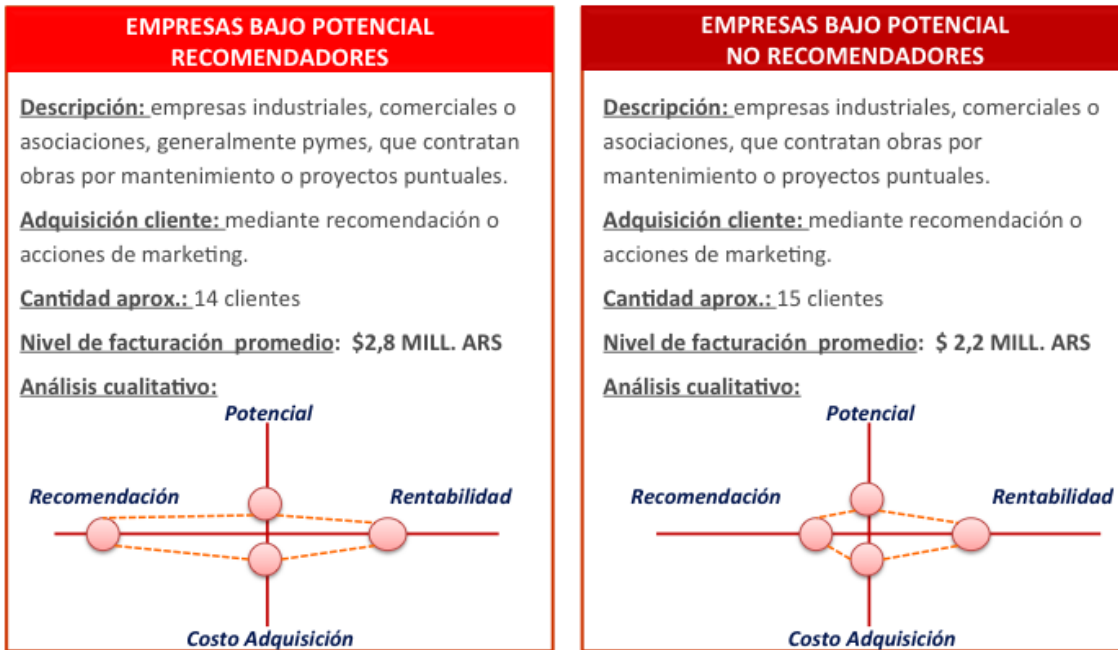 EMPRESAS BAJO POTENCIAL
RECOMENDADORES
Descripción: empresas industriales, comerciales o
asociaciones, generalmente pymes, que contratan
obras por mantenimiento o proyectos puntuales.
Adquisición cliente: mediante recomendación o
acciones de marketing.
Cantidad aprox.: 14 clientes
Nivel de facturación promedio: $2,8 MILL. ARS
Análisis cualitativo:
Potencial
Recomendación
Rentabilidad
Costo Adquisición
EMPRESAS BAJO POTENCIAL
NO RECOMENDADORES
Descripción: empresas industriales, comerciales o
asociaciones, que contratan obras por
mantenimiento o proyectos puntuales.
Adquisición cliente: mediante recomendación o
acciones de marketing.
Cantidad aprox.: 15 clientes
Nivel de facturación promedio: $ 2,2 MILL. ARS
Análisis cualitativo:
Potencial
Recomendación
Rentabilidad
Costo Adquisición